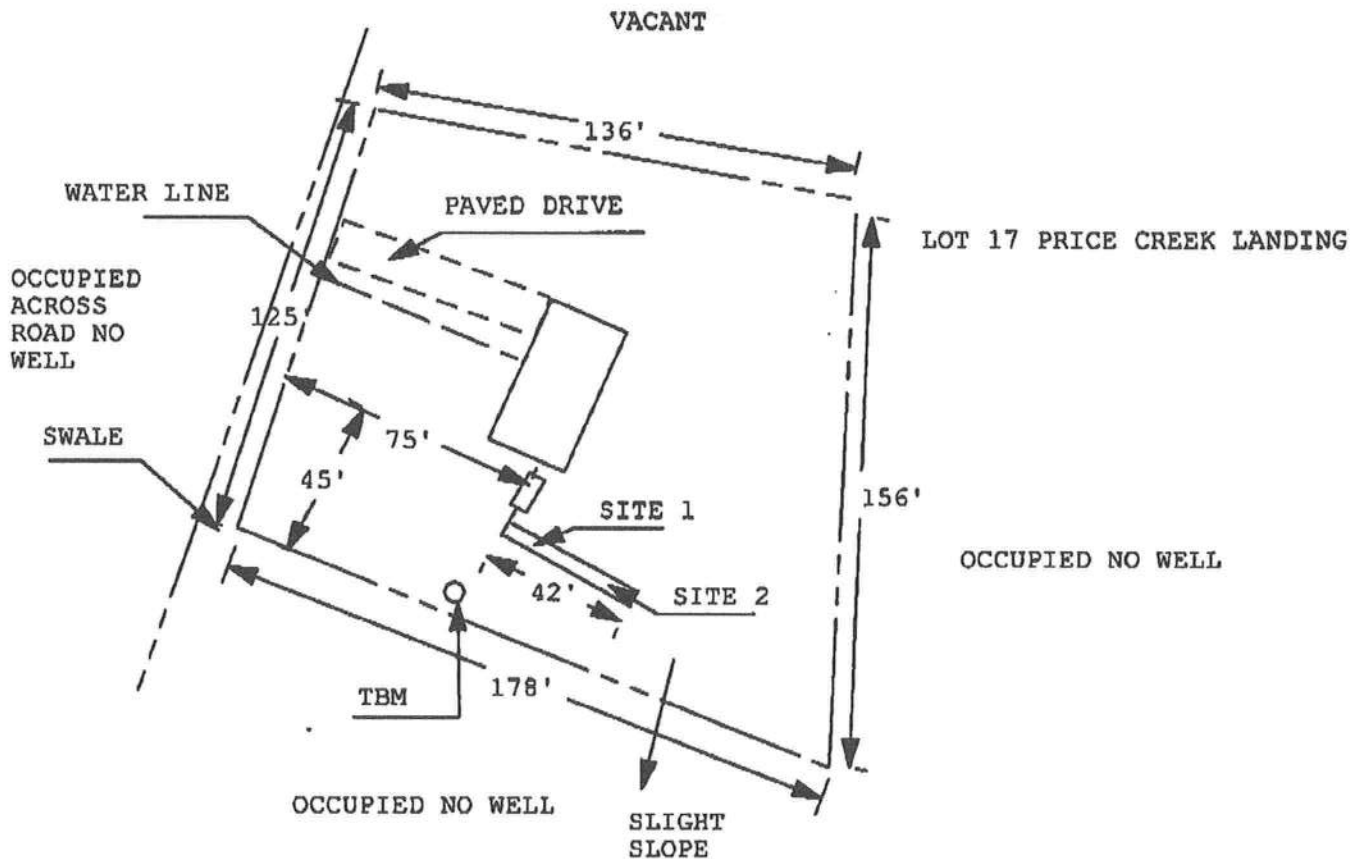 VACANT
136'
WATER LINE
PAVED DRIVE
LOT 17 PRICE CREEK LANDING
OCCUPIED
ACROSS
ROAD NO
WELL
125
SWALE
75'
45'
SITE 1
156'
OCCUPIED NO WELL
42'
SITE 2
178'
TBM
OCCUPIED NO WELL
SLIGHT
SLOPE